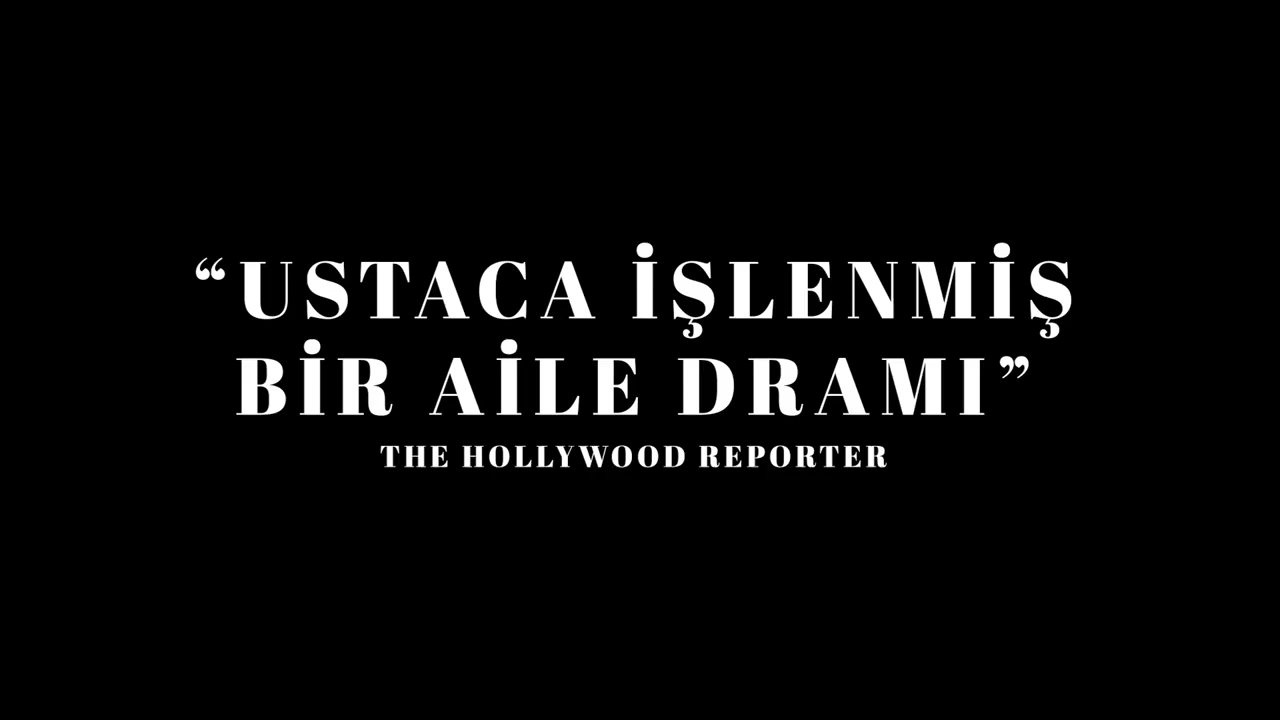 “USTACA İŞLENMİŞ
BİR AİLE DRAMI”
THE HOLLYWOOD REPORTER